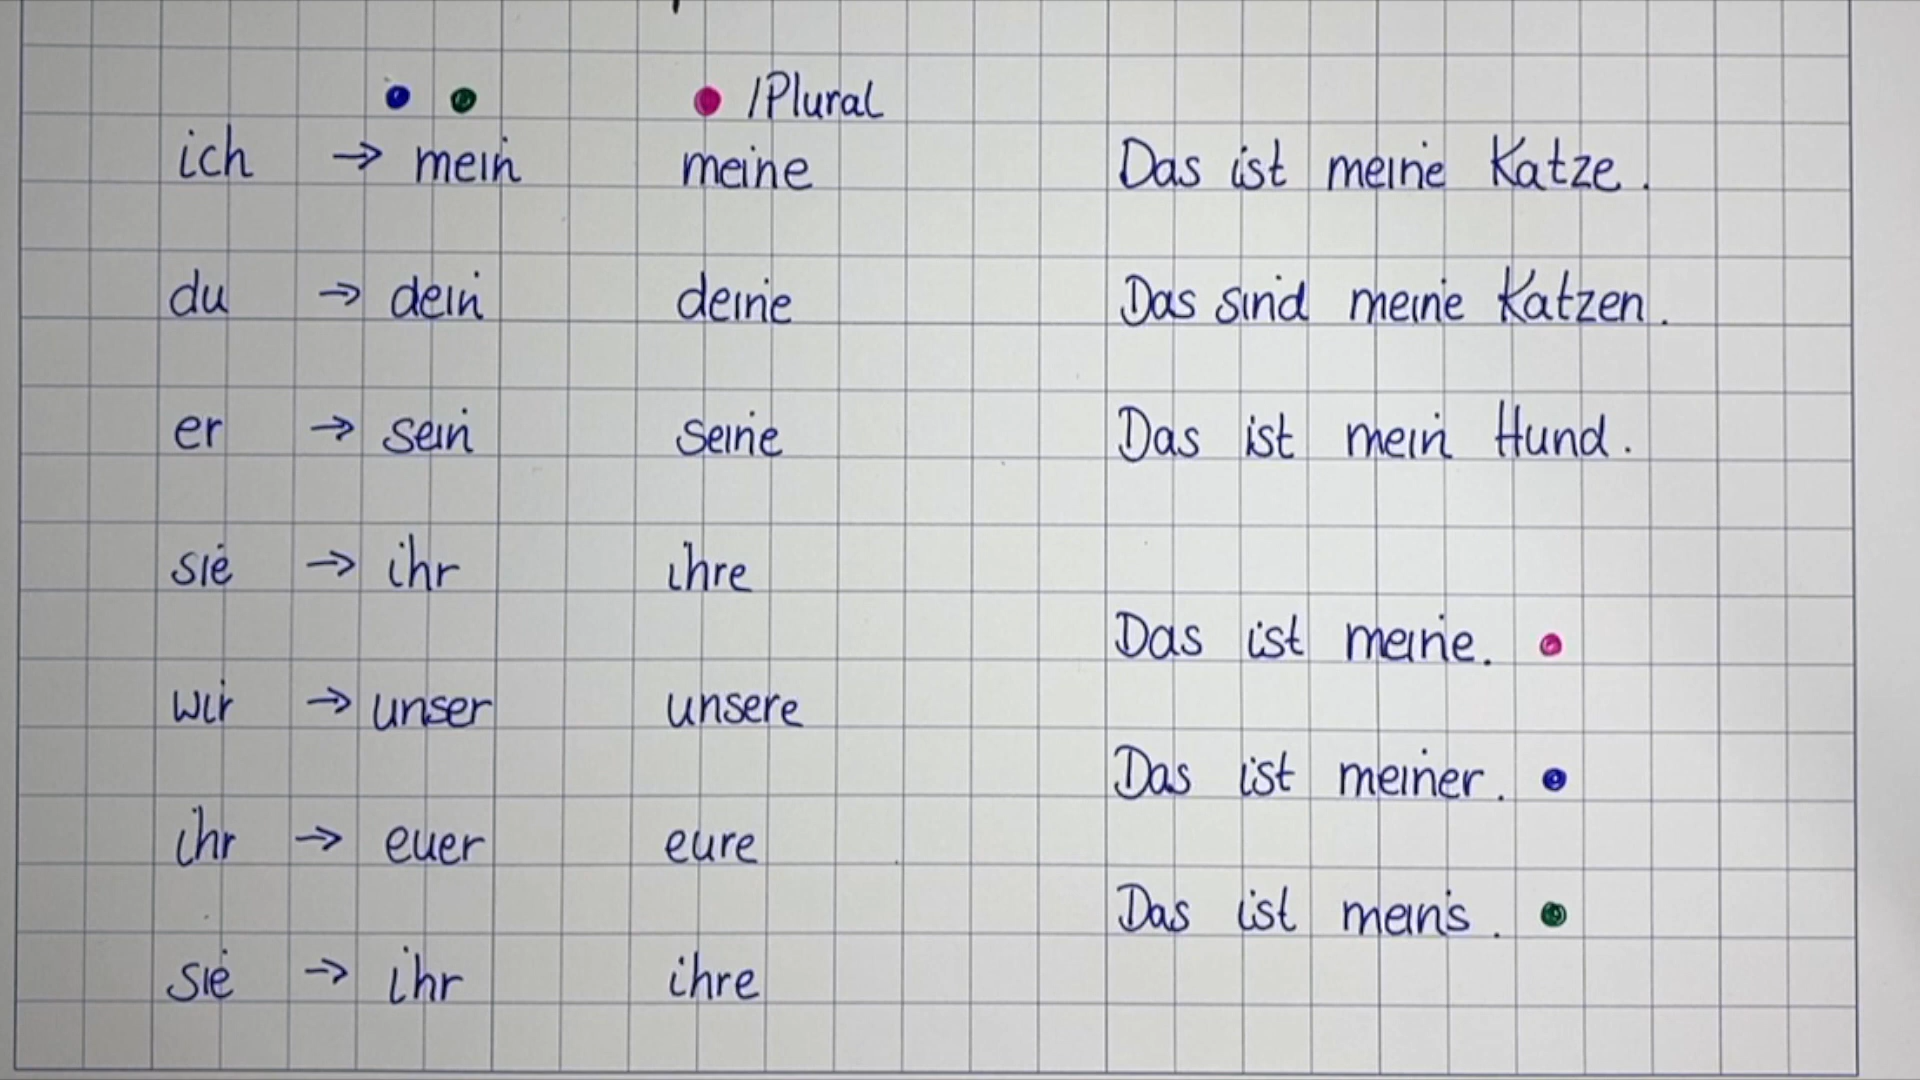 /Plural
ich → mein meine
du → dein deine
er → sein seine
sie → ihr ihre
wir → unser unsere
ihr → euer eure
sie → ihr ihre
Das ist meine Katze.
Das sind meine Katzen.
Das ist mein Hund.
Das ist meine.
Das ist meiner.
Das ist meins.